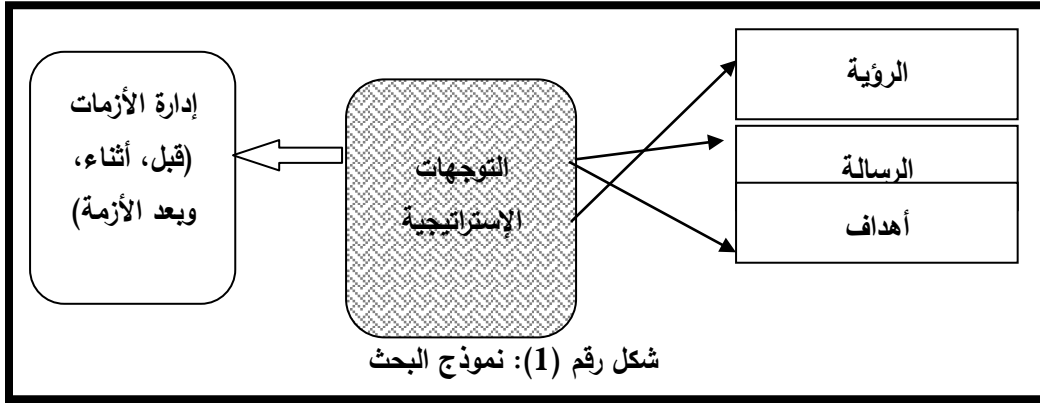 الرؤية
الرسالة
أهداف
التوجهات
الإستراتيجية
إدارة الأزمات
(قبل، أثناء،
وبعد الأزمة)
شكل رقم (1): نموذج البحث